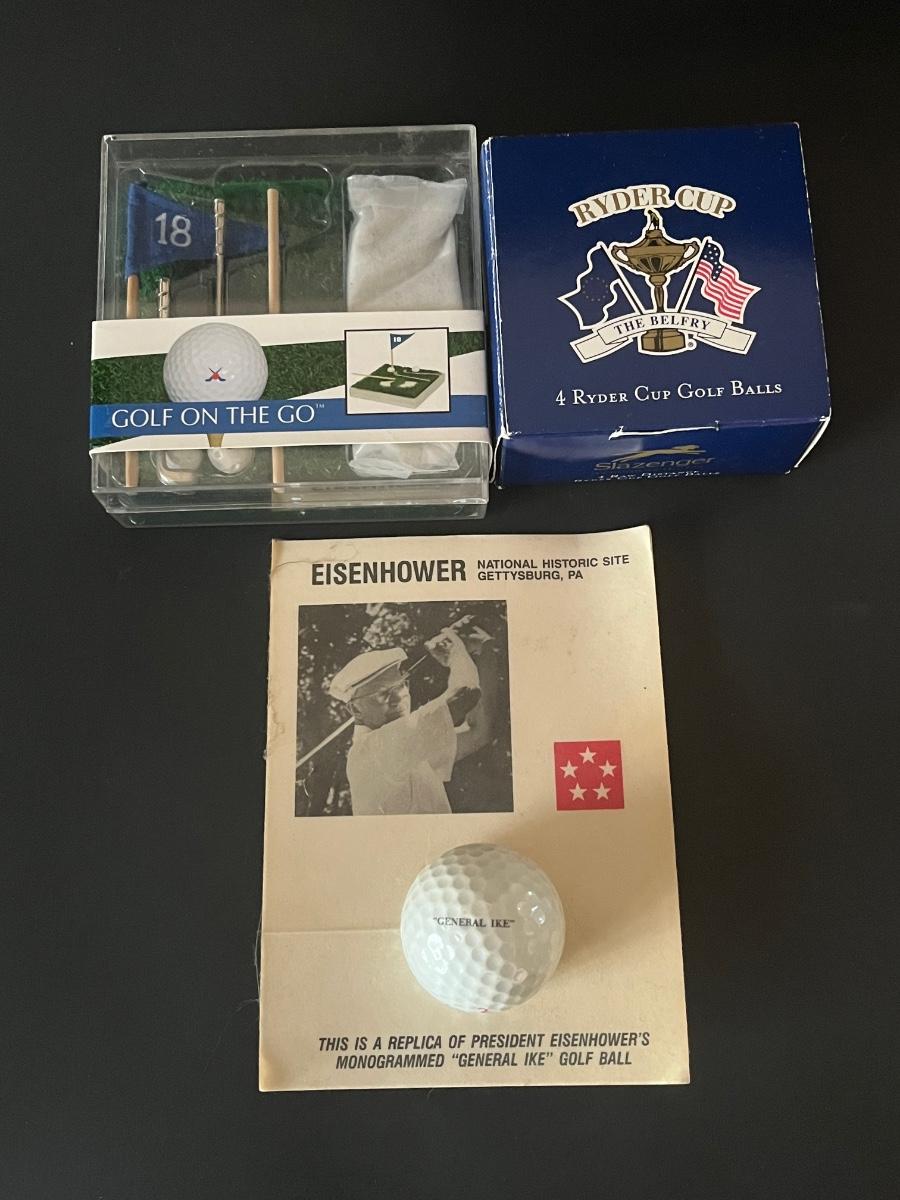 18
18
GOLF ON THE GO™
RYDER CUP
THE BELFRY
®
4 RYDER CUP GOLF BALLS
Slazenger
EISENHOWER
NATIONAL HISTORIC SITE
GETTYSBURG, PA
"GENERAL IKE"
THIS IS A REPLICA OF PRESIDENT EISENHOWER'S
MONOGRAMMED "GENERAL IKE" GOLF BALL